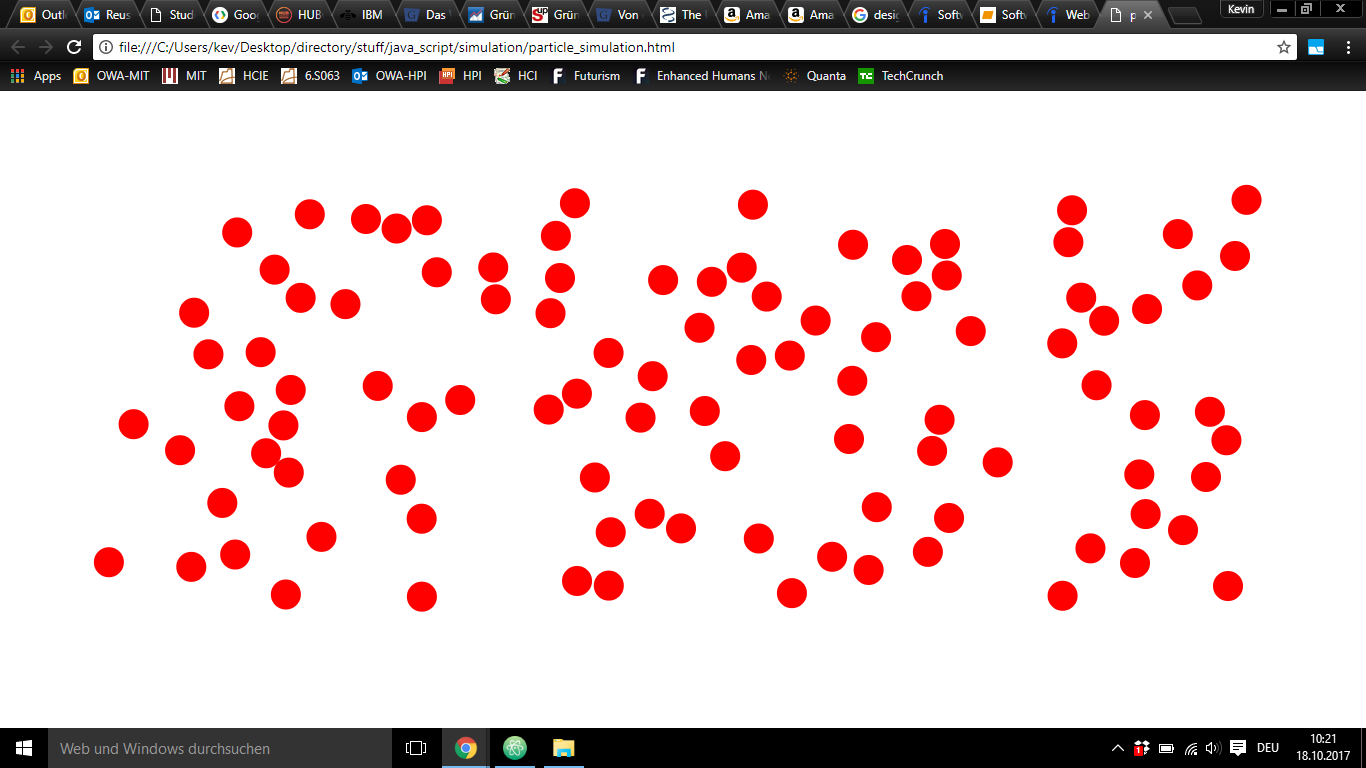 Outl Reus Stud Goo HUB IBM Das Grün Grün Von The Ama Ama desig Softv Softv Web p Kevin
file:///C:/Users/kev/Desktop/directory/stuff/java_script/simulation/particle_simulation.html
Apps OWA-MIT MIT HCIE 6.S063 OWA-HPI HPI HCI Futurism Enhanced Humans TechCrunch Quanta
Web und Windows durchsuchen
DEU
10:21
18.10.2017